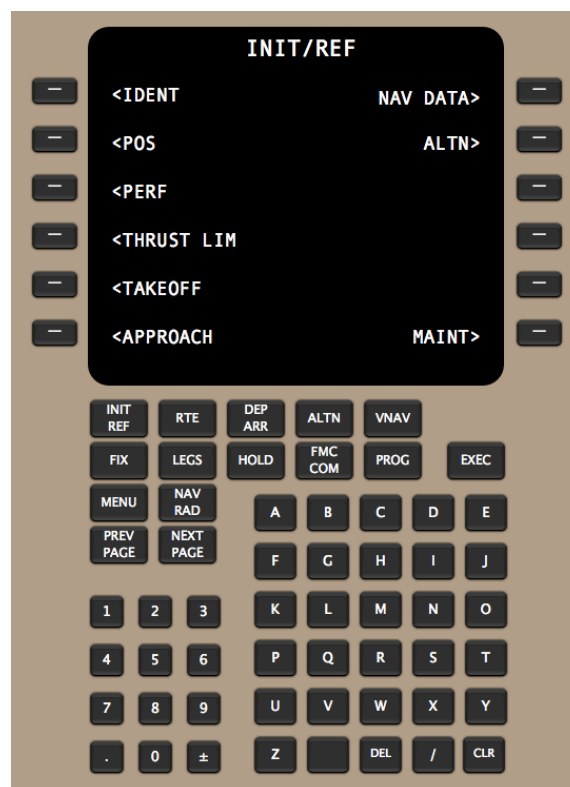 INIT/REF
<IDENT NAV DATA>
<POS ALTN>
<PERF
<THRUST LIM
<TAKEOFF
<APPROACH MAINT>
INIT REF RTE DEP ARR ALTN VNAV
FIX LEGS HOLD FMC COM PROG EXEC
MENU NAV RAD
PREV PAGE NEXT PAGE
A B C D E
F G H I J
1 2 3 K L M N O
4 5 6 P Q R S T
7 8 9 U V W X Y
. 0 ± Z DEL / CLR